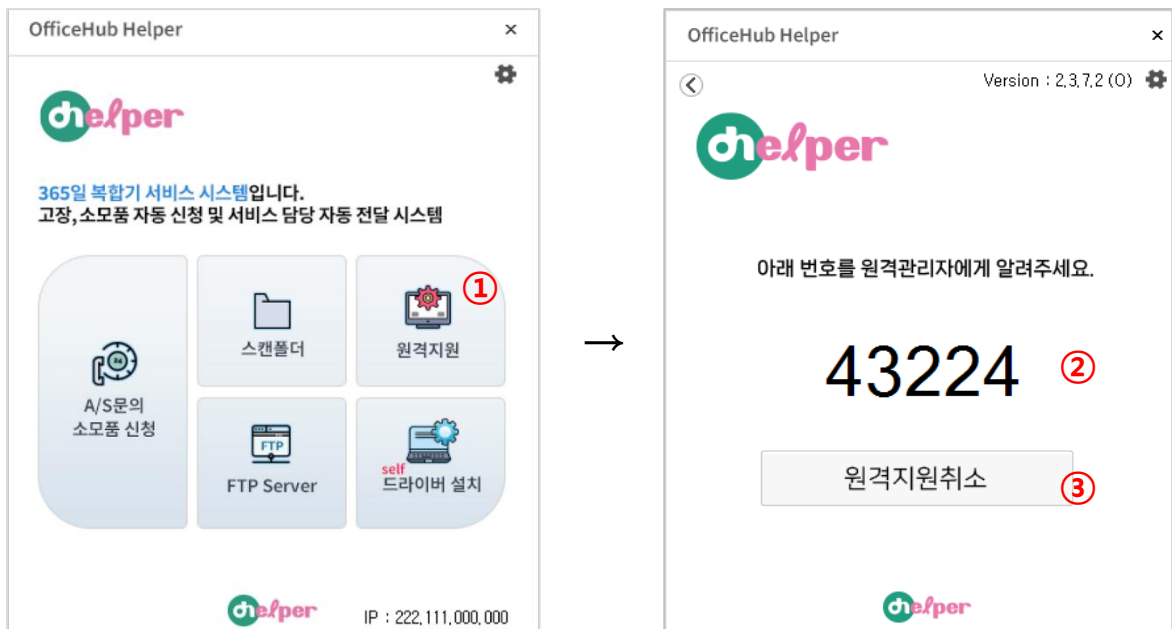 OfficeHub Helper ×
helper
365일 복합기 서비스 시스템입니다.
고장,소모품 자동 신청 및 서비스 담당 자동 전달 시스템
①
스캔폴더
원격지원
A/S문의
소모품 신청
FTP
FTP Server
self
드라이버 설치
helper
IP : 222,111,000,000
→
OfficeHub Helper ×
Version : 2,3,7,2 (O)
helper
아래 번호를 원격관리자에게 알려주세요.
43224 ②
원격지원취소 ③
helper